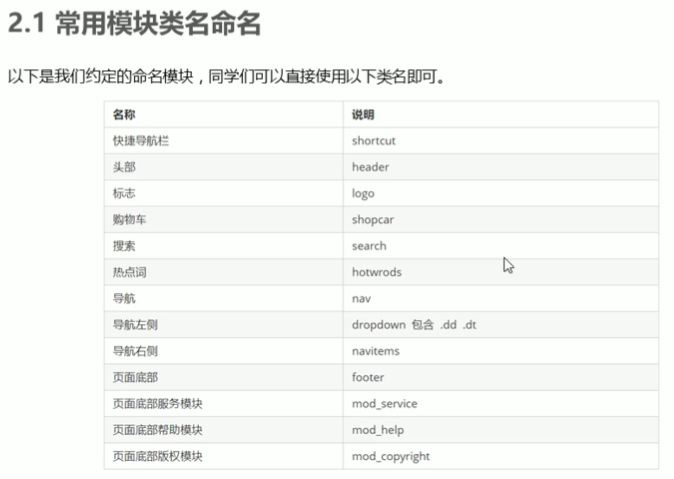 2.1 常用模块类名命名
以下是我们约定的命名模块，同学们可以直接使用以下类名即可。
名称 说明
快捷导航栏 shortcut
头部 header
标志 logo
购物车 shopcar
搜索 search
热点词 hotwrods
导航 nav
导航左侧 dropdown 包含 .dd .dt
导航右侧 navitems
页面底部 footer
页面底部服务模块 mod_service
页面底部帮助模块 mod_help
页面底部版权模块 mod_copyright